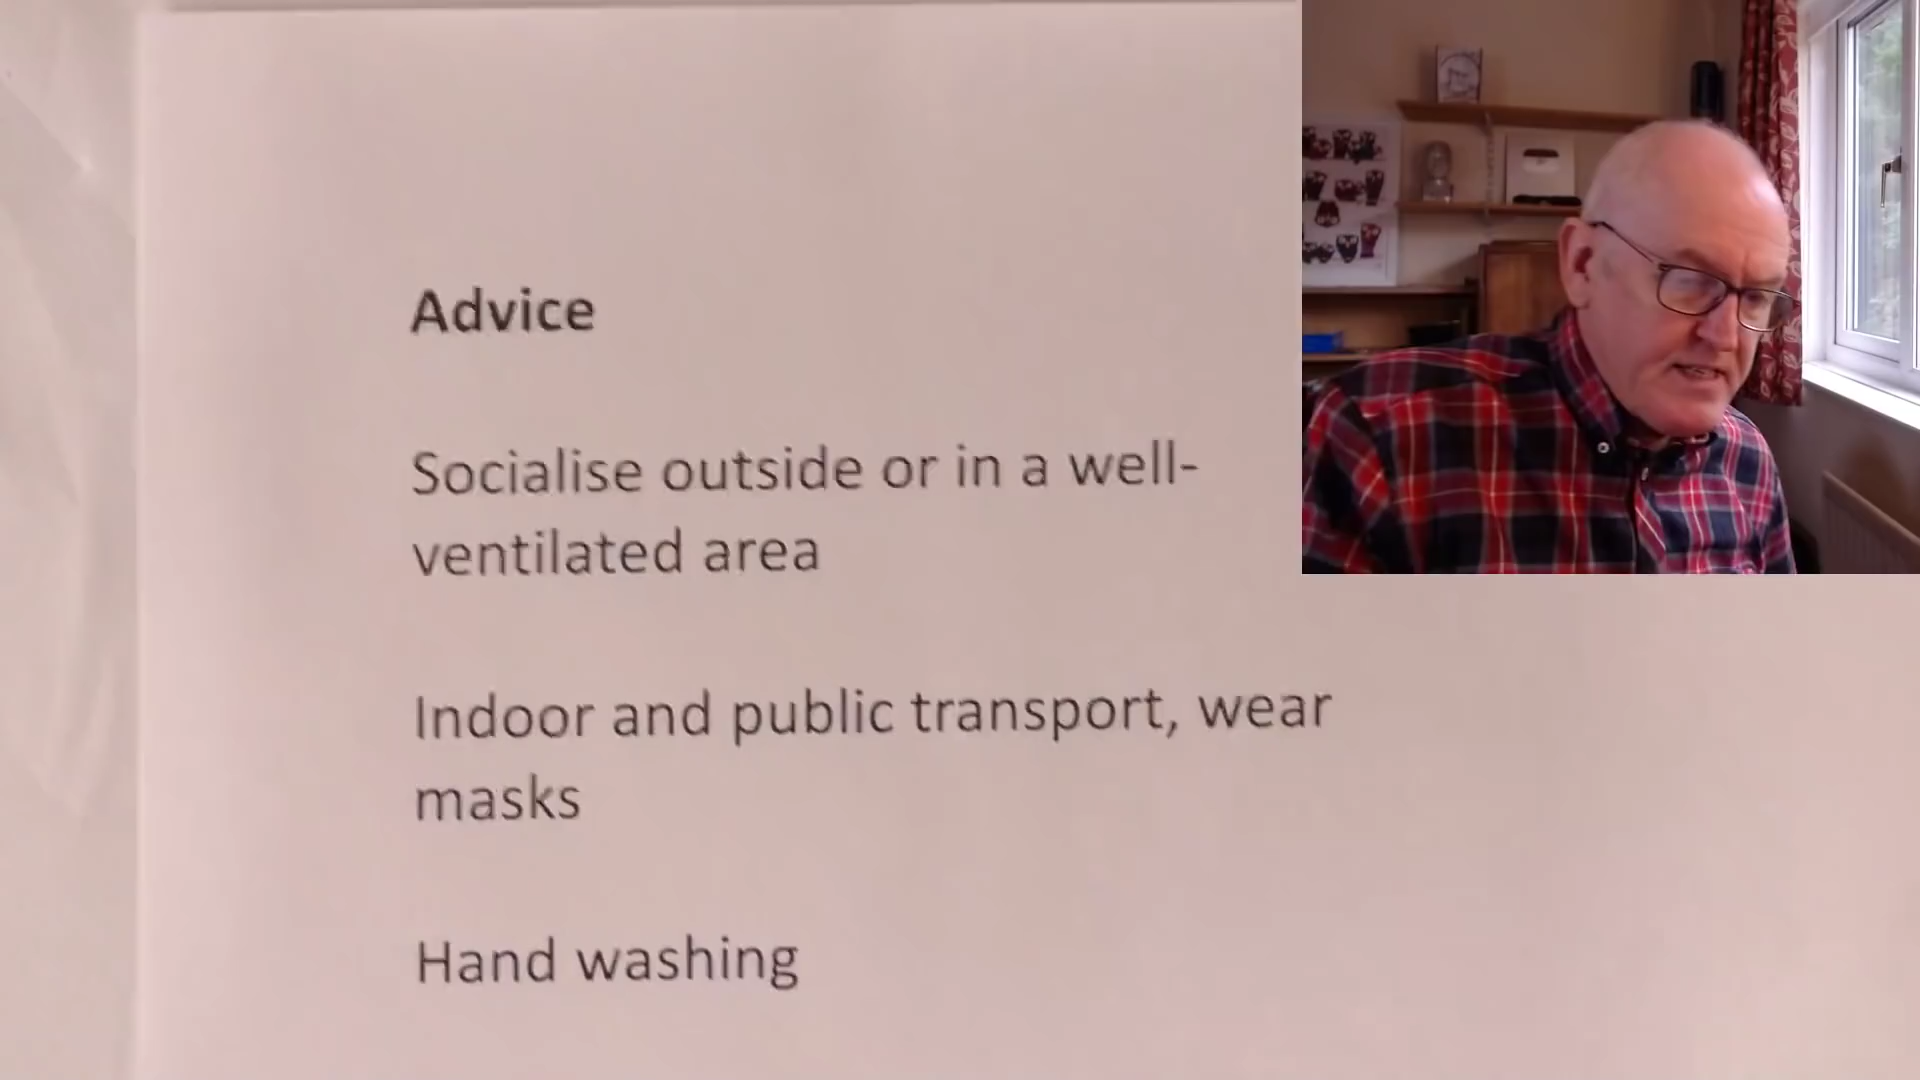 Advice
Socialise outside or in a well-
ventilated area
Indoor and public transport, wear
masks
Hand washing